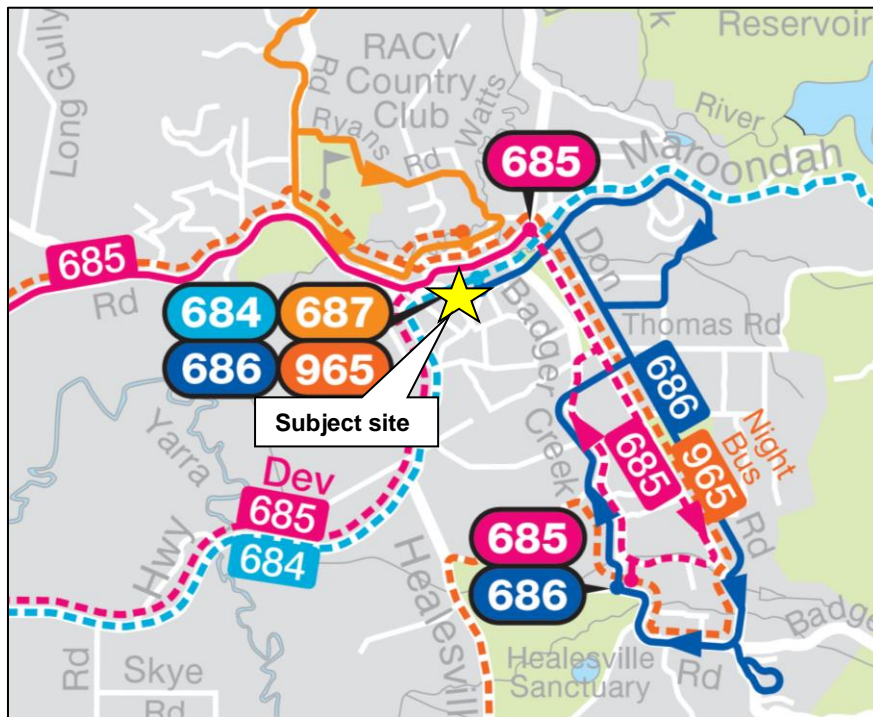 RACV
Country
Club
Reservoir
Long Gully
Rd
Ryans
Rd
Watts
River
Maroondah
685
685
Rd
684
687
686
965
Don
Badger
Creek
Thomas Rd
Subject site
686
965
Night
Bus
685
Rd
Yarra
Dev
685
684
Hwy
685
686
Healesville
Sanctuary
Rd
Badge
Healesvill
Skye
Rd
Rd